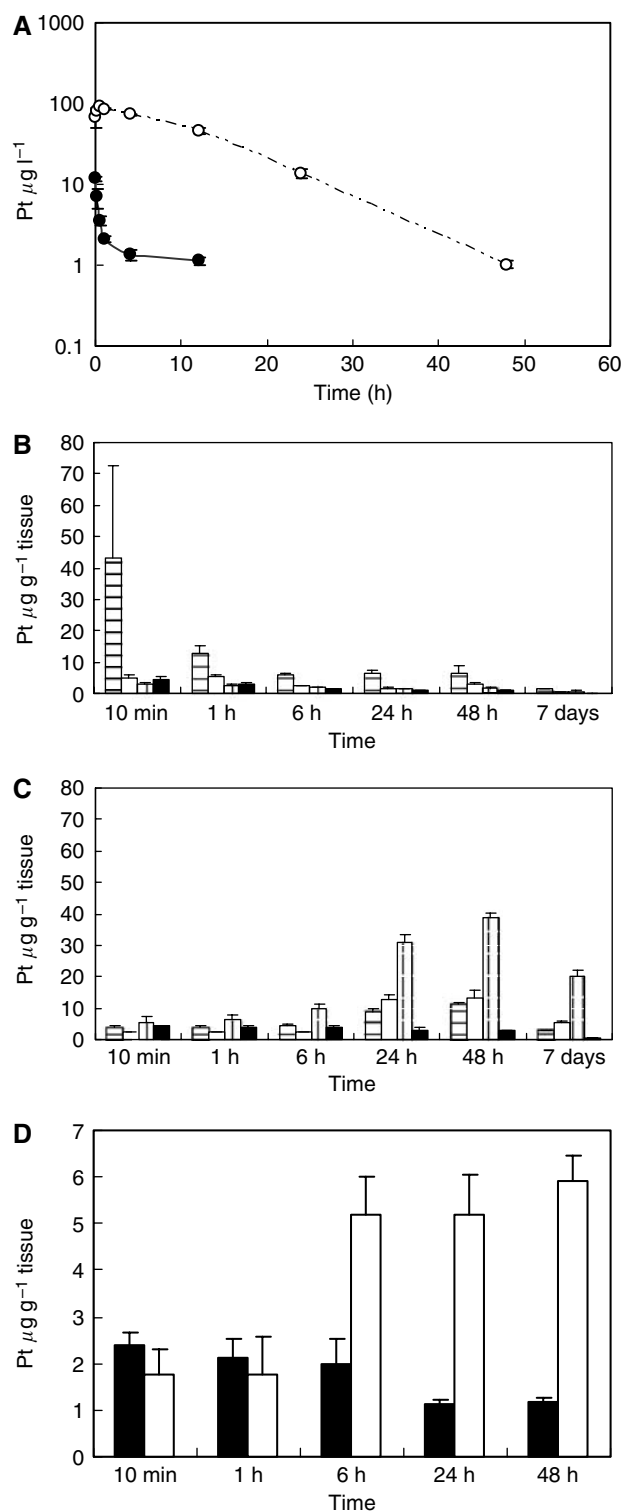 A
1000
100
10
1
0.1
Pt μg l⁻¹
0 10 20 30 40 50 60
Time (h)
B
80
70
60
50
40
30
20
10
0
Pt μg g⁻¹ tissue
10 min 1 h 6 h 24 h 48 h 7 days
Time
C
80
70
60
50
40
30
20
10
0
Pt μg g⁻¹ tissue
10 min 1 h 6 h 24 h 48 h 7 days
Time
D
7
6
5
4
3
2
1
0
Pt μg g⁻¹ tissue
10 min 1 h 6 h 24 h 48 h
Time